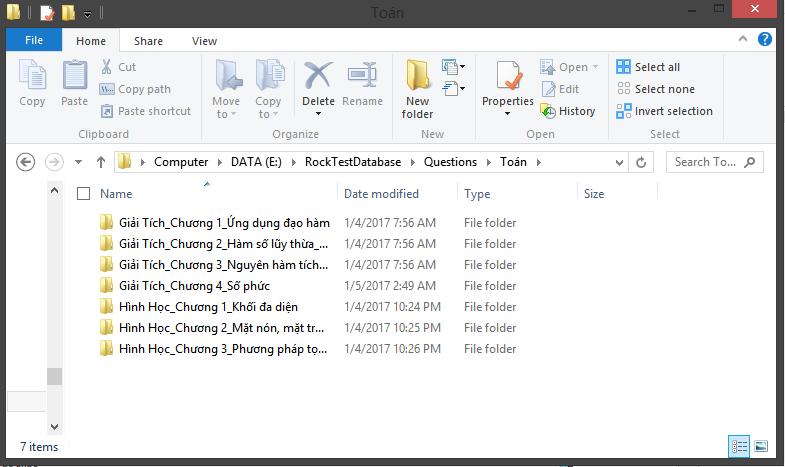 Toán
File Home Share View
Copy Paste Cut Copy path Paste shortcut Clipboard
Move to Copy to Delete Rename Organize
New folder New
Properties Open Edit History Open
Select all Select none Invert selection Select
Computer DATA (E:) RockTestDatabase Questions Toán Search To...
Name Date modified Type Size
Giải Tích_Chương 1_Ứng dụng đạo hàm 1/4/2017 7:56 AM File folder
Giải Tích_Chương 2_Hàm số lũy thừa_... 1/4/2017 7:56 AM File folder
Giải Tích_Chương 3_Nguyên hàm tích... 1/4/2017 7:56 AM File folder
Giải Tích_Chương 4_Số phức 1/5/2017 2:49 AM File folder
Hình Học_Chương 1_Khối đa diện 1/4/2017 10:24 PM File folder
Hình Học_Chương 2_Mặt nón, mặt tr... 1/4/2017 10:25 PM File folder
Hình Học_Chương 3_Phương pháp tọ... 1/4/2017 10:26 PM File folder
7 items